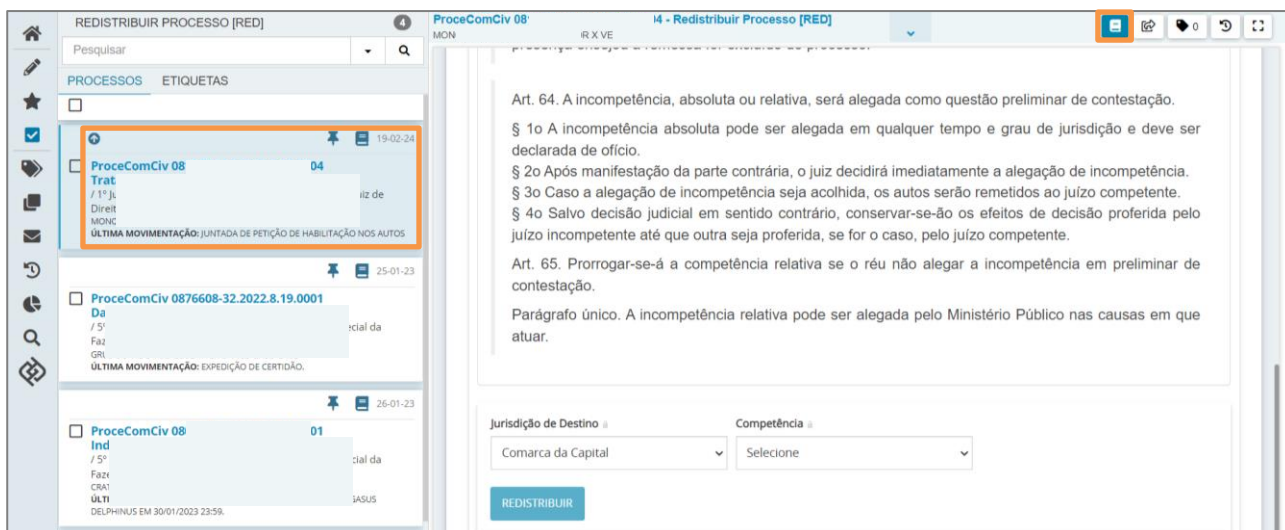 REDISTRIBUIR PROCESSO [RED]
4
Pesquisar
PROCESSOS ETIQUETAS
19-02-24
ProceComCiv 08 04
Trat
/ 1º
Direit
ÚLTIMA MOVIMENTAÇÃO: JUNTADA DE PETIÇÃO DE HABILITAÇÃO NOS AUTOS
25-01-23
ProceComCiv 0876608-32.2022.8.19.0001
Da
/ 5º
Faz
ÚLTIMA MOVIMENTAÇÃO: EXPEDIÇÃO DE CERTIDÃO.
26-01-23
ProceComCiv 08 01
Ind
/ 5º cial da
Faze
CRAT
ÚLTI
DELPHINUS EM 30/01/2023 23:59.
ProceComCiv 08 4 - Redistribuir Processo [RED]
MON R X VE
0
Art. 64. A incompetência, absoluta ou relativa, será alegada como questão preliminar de contestação.
§ 1o A incompetência absoluta pode ser alegada em qualquer tempo e grau de jurisdição e deve ser
declarada de ofício.
§ 2o Após manifestação da parte contrária, o juiz decidirá imediatamente a alegação de incompetência.
§ 3o Caso a alegação de incompetência seja acolhida, os autos serão remetidos ao juízo competente.
§ 4o Salvo decisão judicial em sentido contrário, conservar-se-ão os efeitos de decisão proferida pelo
juízo incompetente até que outra seja proferida, se for o caso, pelo juízo competente.
Art. 65. Prorrogar-se-á a competência relativa se o réu não alegar a incompetência em preliminar de
contestação.
Parágrafo único. A incompetência relativa pode ser alegada pelo Ministério Público nas causas em que
atuar.
Jurisdição de Destino Competência
Comarca da Capital Selecione
REDISTRIBUIR